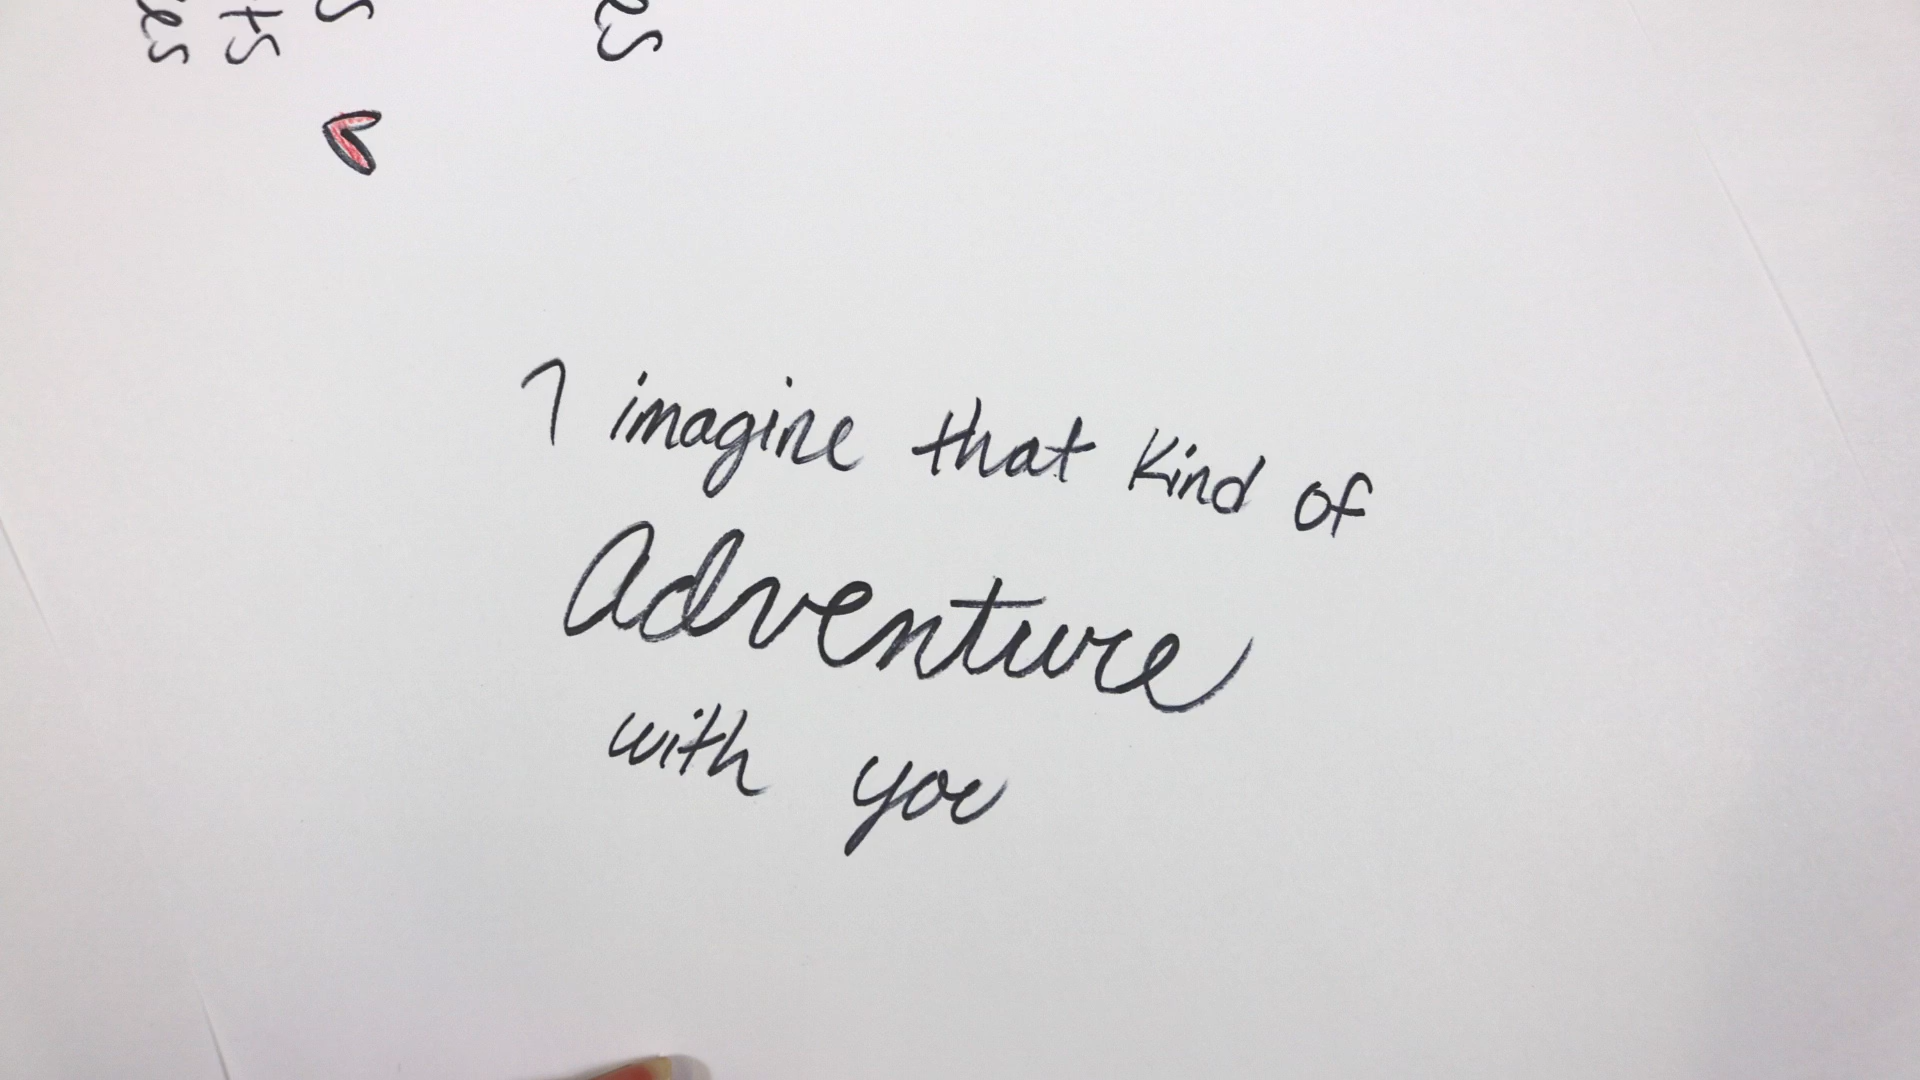 I imagine that kind of
adventure
with you